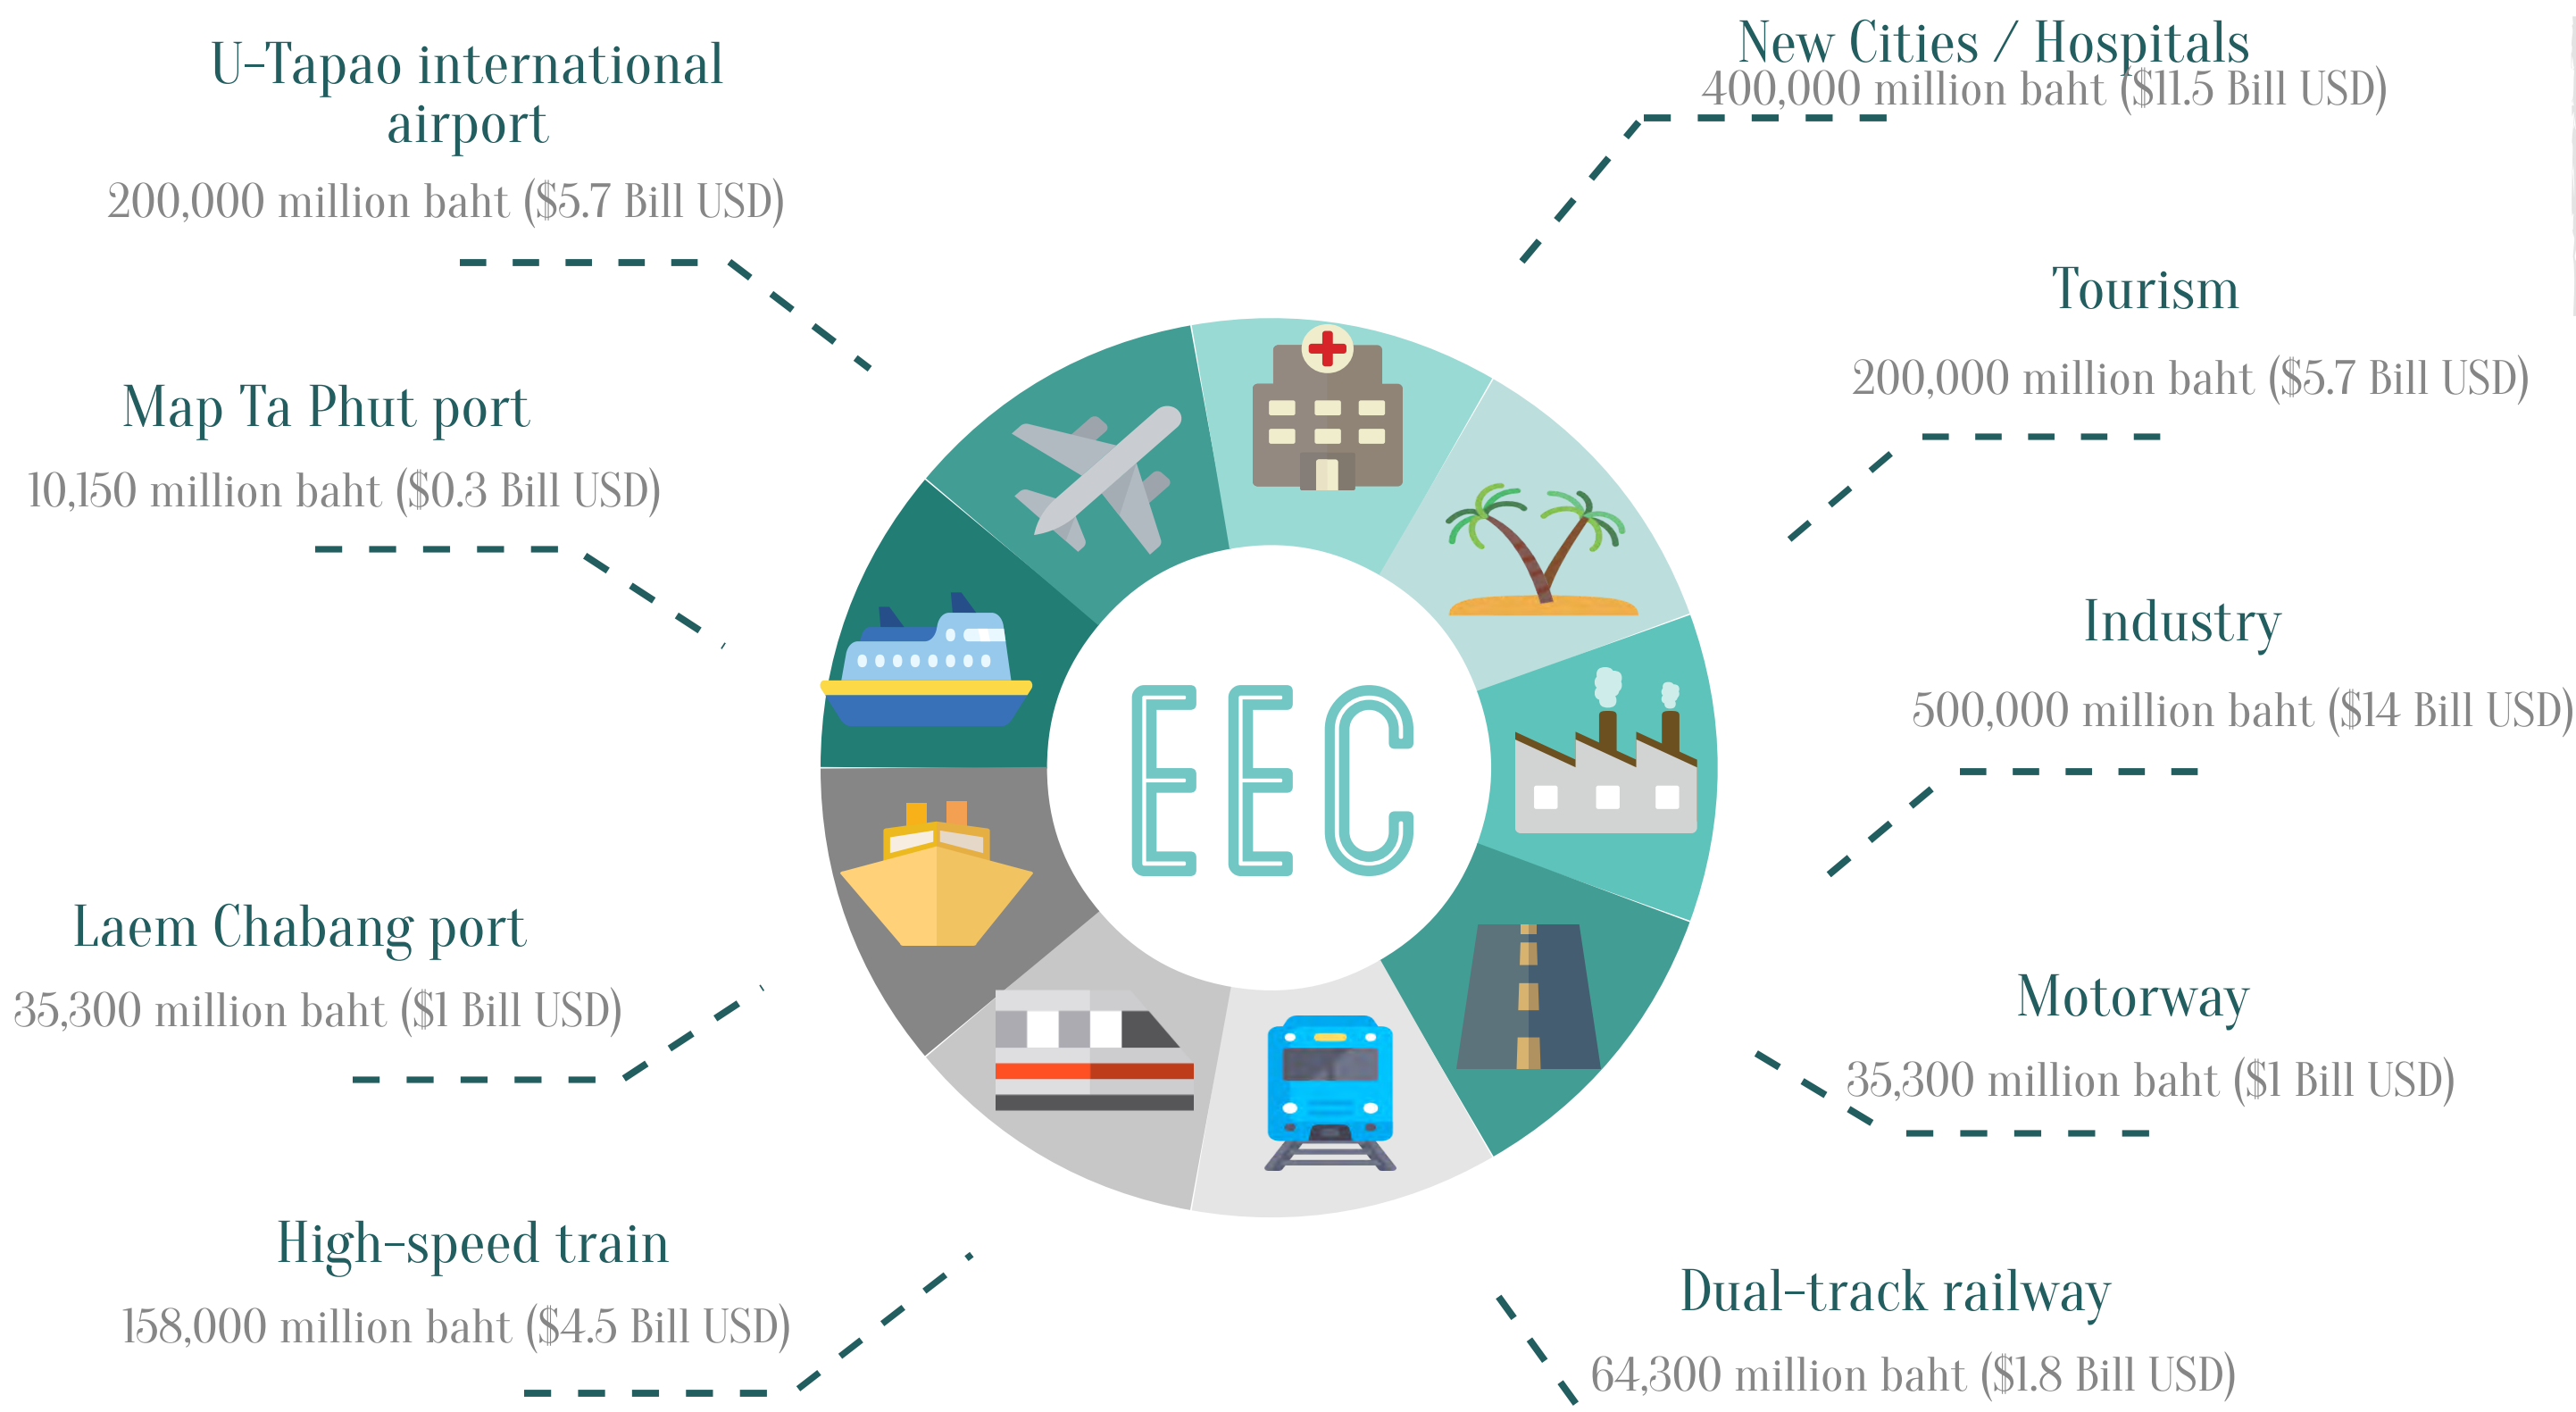 U-Tapao international
airport
200,000 million baht ($5.7 Bill USD)
Map Ta Phut port
10,150 million baht ($0.3 Bill USD)
Laem Chabang port
35,300 million baht ($1 Bill USD)
High-speed train
158,000 million baht ($4.5 Bill USD)
EEC
New Cities / Hospitals
400,000 million baht ($11.5 Bill USD)
Tourism
200,000 million baht ($5.7 Bill USD)
Industry
500,000 million baht ($14 Bill USD)
Motorway
35,300 million baht ($1 Bill USD)
Dual-track railway
64,300 million baht ($1.8 Bill USD)